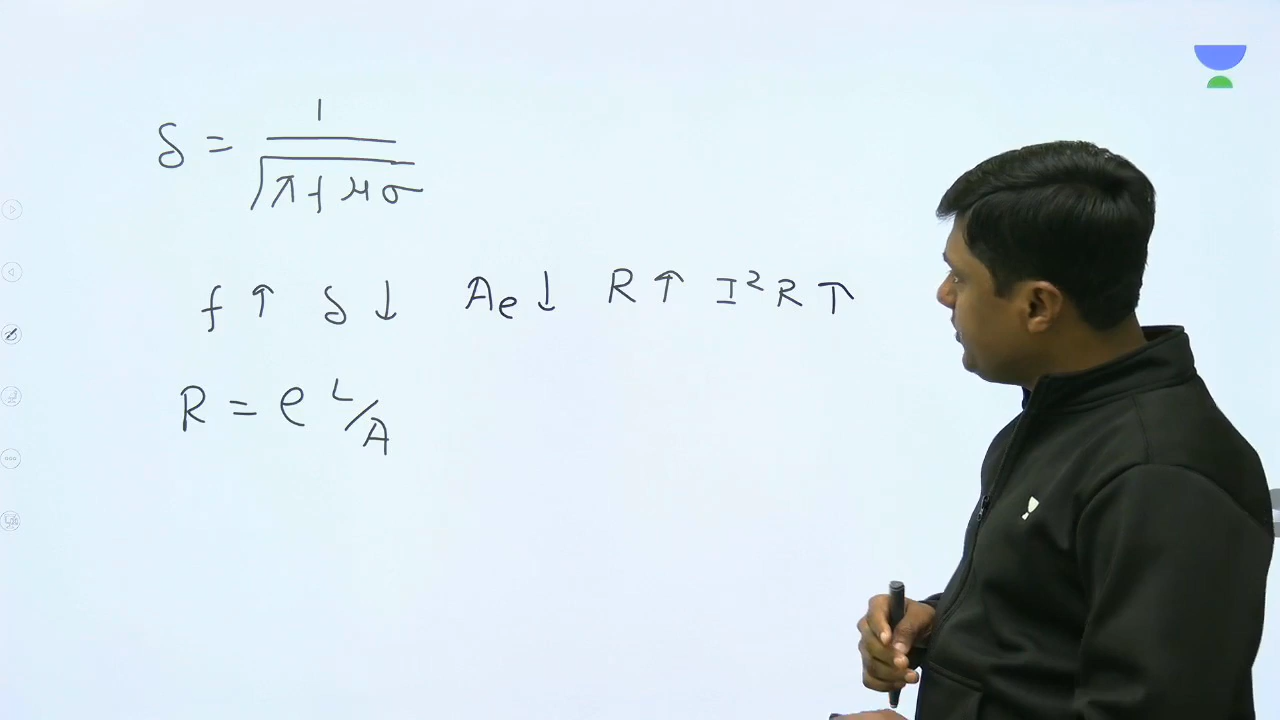 δ = 1/√(π f μ σ)
f ↑ δ ↓ Ae ↓ R ↑ I²R ↑
R = ρ L/A